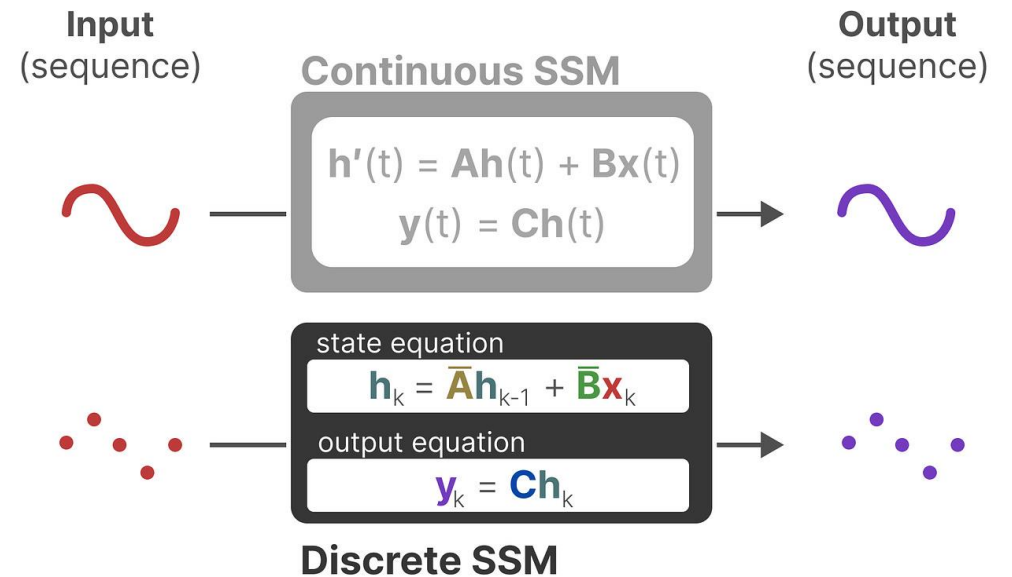 Input
(sequence)
Output
(sequence)
Continuous SSM
h′(t) = Ah(t) + Bx(t)
y(t) = Ch(t)
state equation
hₖ = A̅hₖ₋₁ + B̅xₖ
output equation
yₖ = Chₖ
Discrete SSM